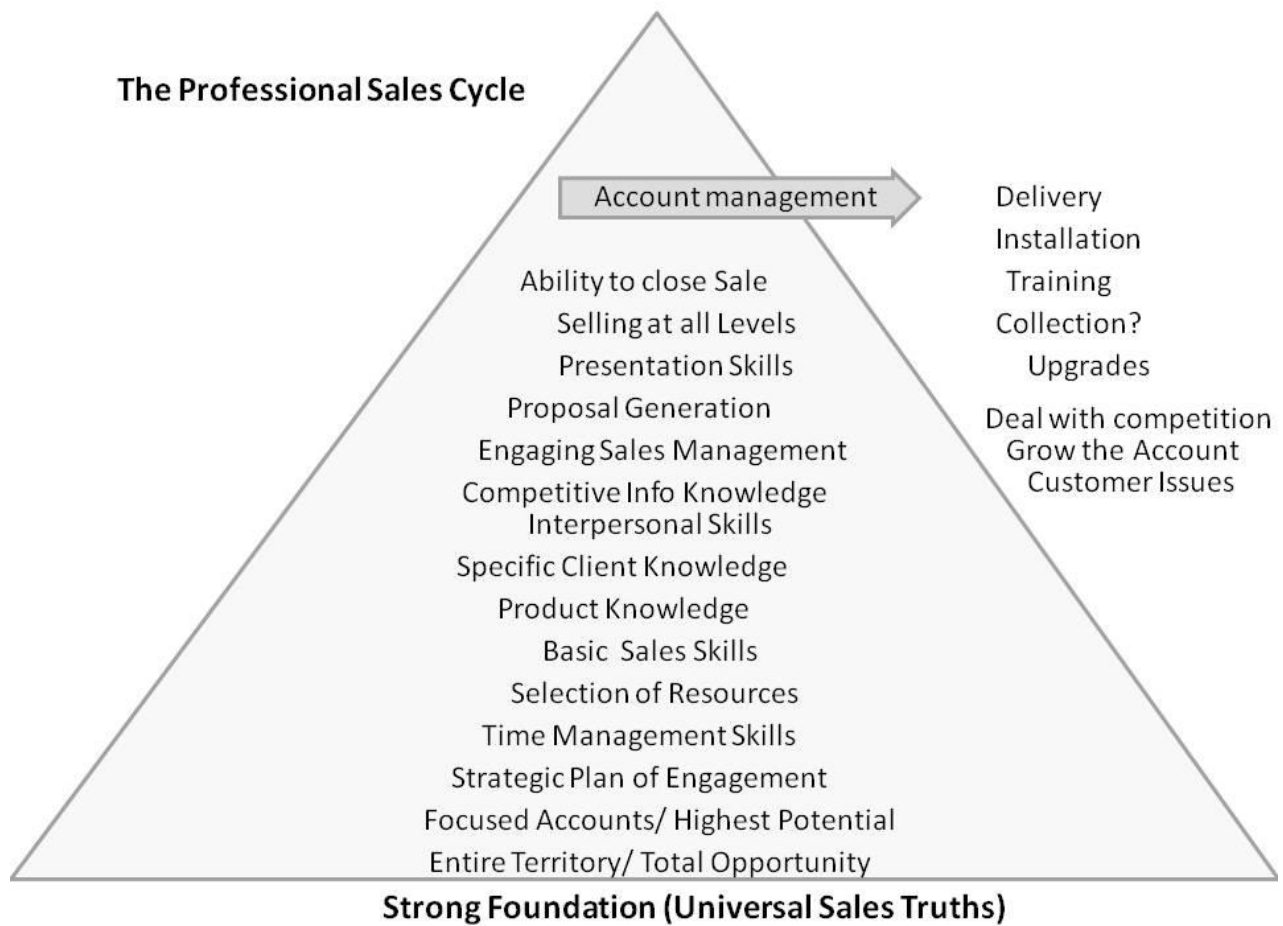 The Professional Sales Cycle
Account management
Delivery
Installation
Ability to close Sale
Training
Selling at all Levels
Collection?
Presentation Skills
Upgrades
Proposal Generation
Deal with competition
Engaging Sales Management
Grow the Account
Customer Issues
Competitive Info Knowledge
Interpersonal Skills
Specific Client Knowledge
Product Knowledge
Basic Sales Skills
Selection of Resources
Time Management Skills
Strategic Plan of Engagement
Focused Accounts/ Highest Potential
Entire Territory/ Total Opportunity
Strong Foundation (Universal Sales Truths)